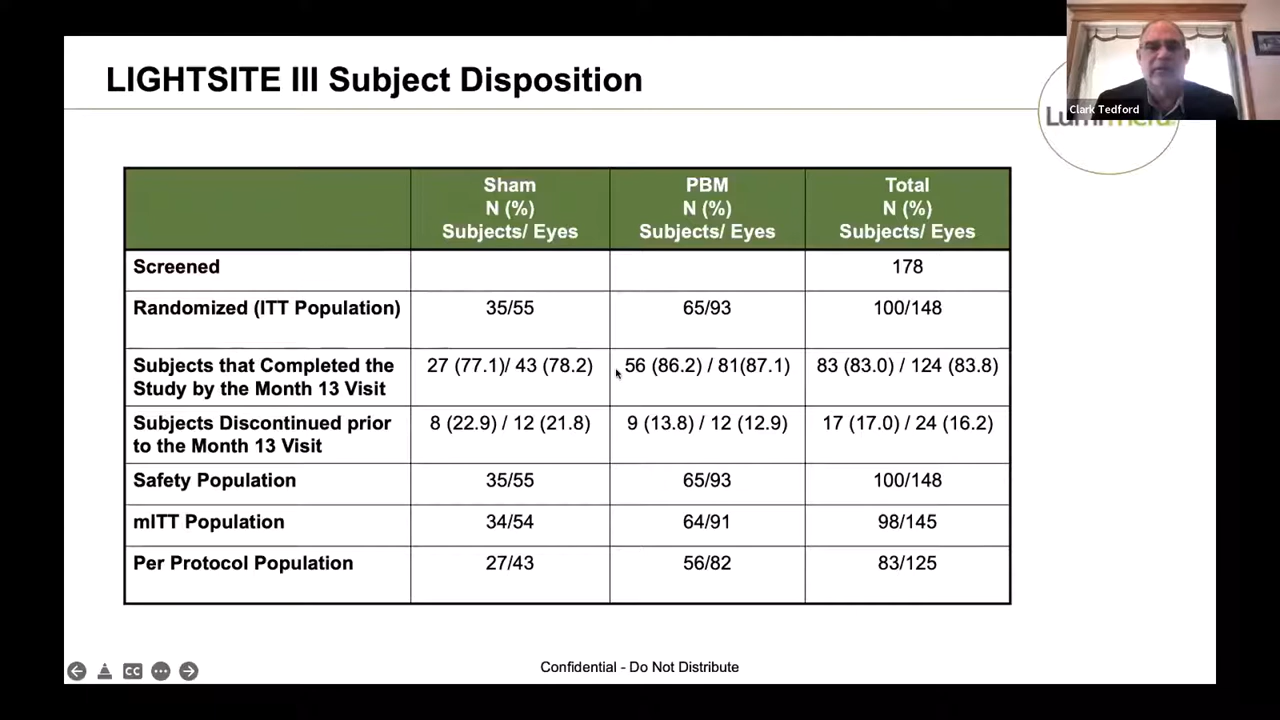 LIGHTSITE III Subject Disposition
Clark Tedford
Sham
N (%)
Subjects/ Eyes
PBM
N (%)
Subjects/ Eyes
Total
N (%)
Subjects/ Eyes
Screened
178
Randomized (ITT Population)
35/55
65/93
100/148
Subjects that Completed the
Study by the Month 13 Visit
27 (77.1)/ 43 (78.2)
56 (86.2) / 81(87.1)
83 (83.0) / 124 (83.8)
Subjects Discontinued prior
to the Month 13 Visit
8 (22.9) / 12 (21.8)
9 (13.8) / 12 (12.9)
17 (17.0) / 24 (16.2)
Safety Population
35/55
65/93
100/148
mITT Population
34/54
64/91
98/145
Per Protocol Population
27/43
56/82
83/125
CC
Confidential - Do Not Distribute